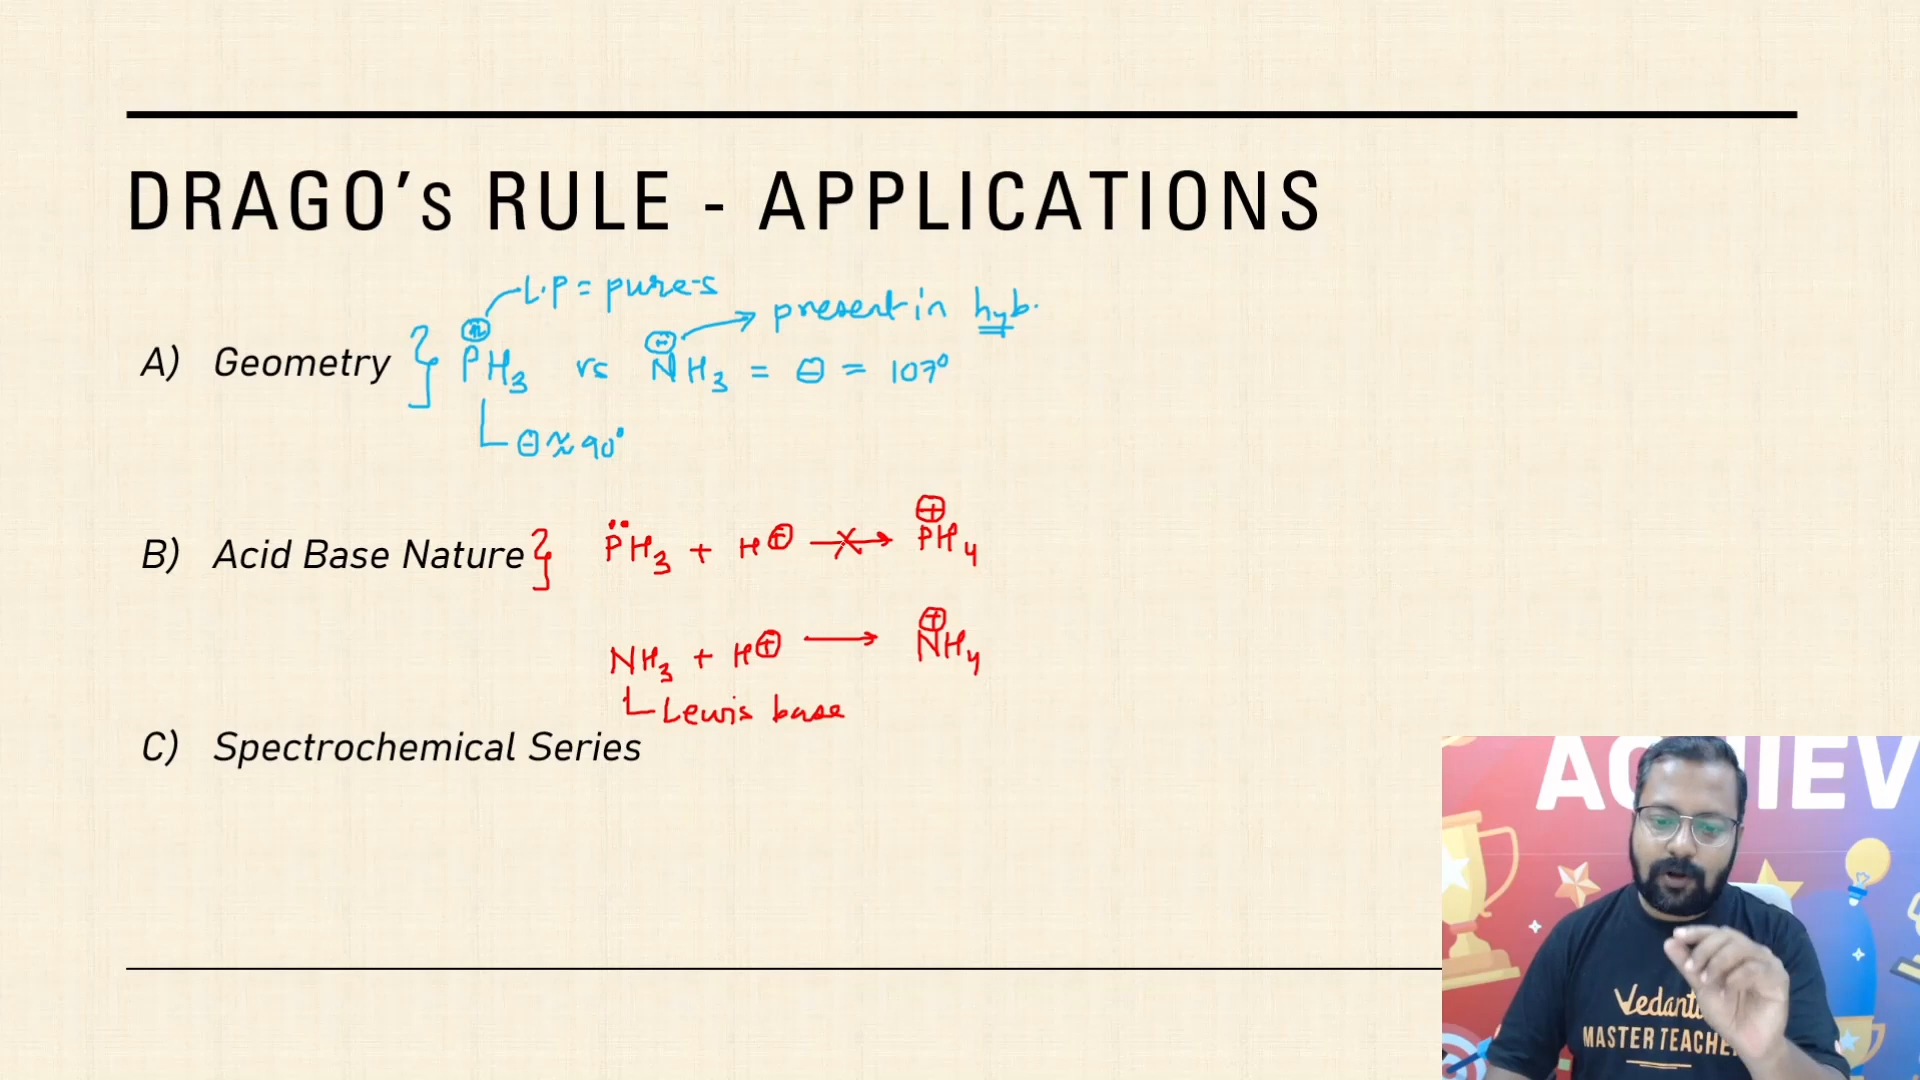 DRAGO's RULE - APPLICATIONS
L.P = pure-s
present in hyb.
A) Geometry } PH3 vs NH3 = θ = 107°
θ ≈ 90°
B) Acid Base Nature } PH3 + H⊕ ⟶ PH4⊕
NH3 + H⊕ ⟶ NH4⊕
Lewis base
C) Spectrochemical Series
ACHIEV
Vedant
MASTER TEACHE